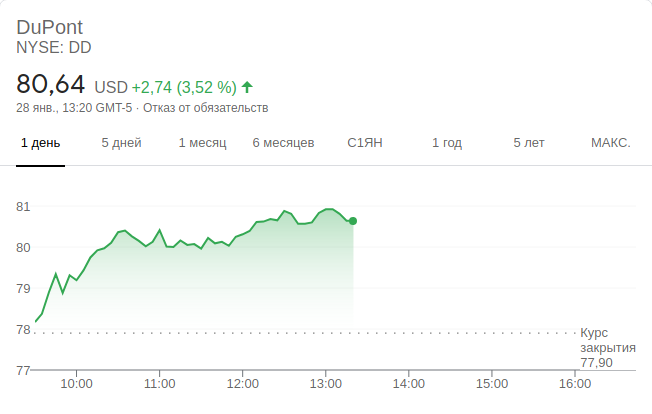 DuPont
NYSE: DD
80,64 USD +2,74 (3,52 %)
28 янв., 13:20 GMT-5 · Отказ от обязательств
1 день 5 дней 1 месяц 6 месяцев С1ЯН 1 год 5 лет МАКС.
81
80
79
78
Курс
закрытия
77,90
77
10:00 11:00 12:00 13:00 14:00 15:00 16:00